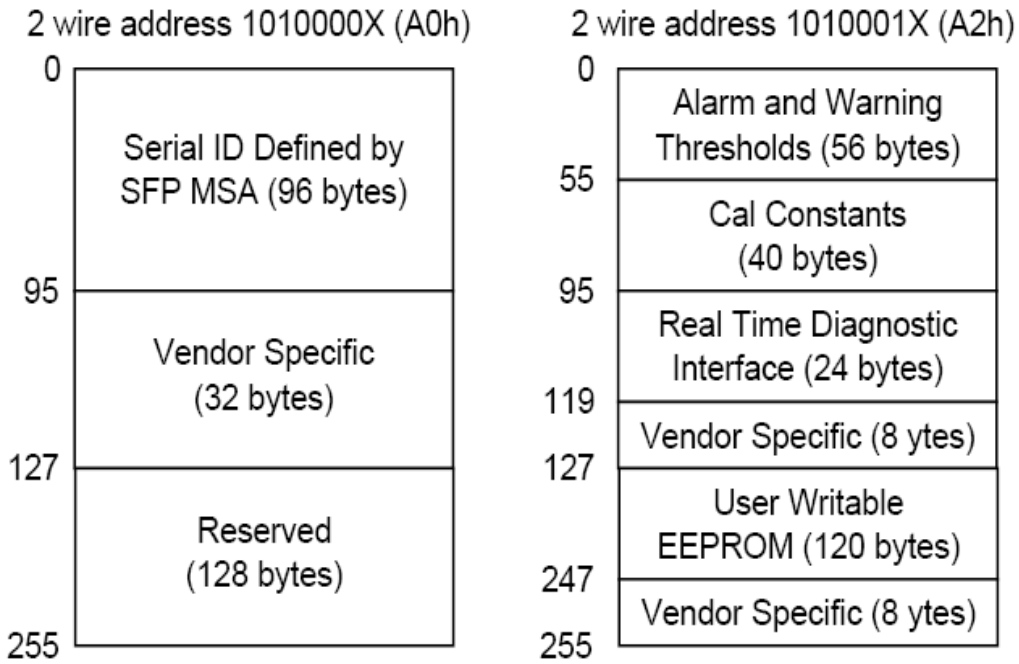 2 wire address 1010000X (A0h)
0
Serial ID Defined by
SFP MSA (96 bytes)
95
Vendor Specific
(32 bytes)
127
Reserved
(128 bytes)
255
2 wire address 1010001X (A2h)
0
Alarm and Warning
Thresholds (56 bytes)
55
Cal Constants
(40 bytes)
95
Real Time Diagnostic
Interface (24 bytes)
119
Vendor Specific (8 ytes)
127
User Writable
EEPROM (120 bytes)
247
Vendor Specific (8 ytes)
255